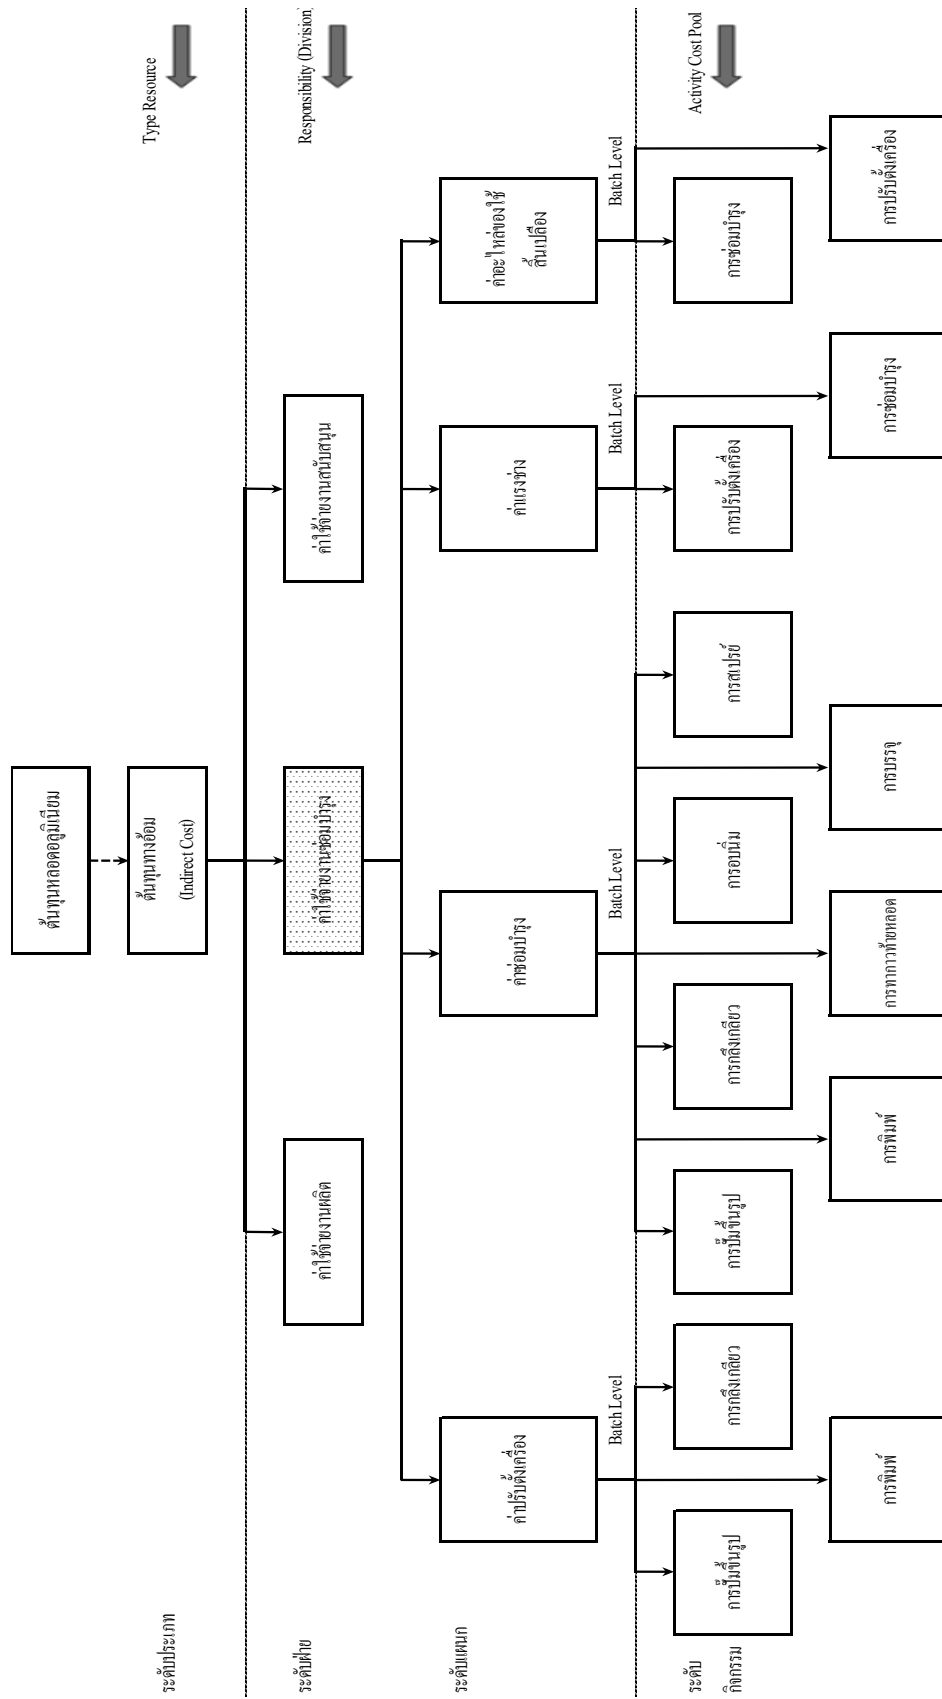 ต้นทุนหลอดอลูมิเนียม
ระดับประเภท
ต้นทุนทางอ้อม
(Indirect Cost)
Type Resource
ระดับฝ่าย
ค่าใช้จ่ายงานผลิต
ค่าใช้จ่ายงานซ่อมบำรุง
ค่าใช้จ่ายงานสนับสนุน
Responsibility (Division)
ระดับแผนก
ค่าปรับตั้งเครื่อง
ค่าซ่อมบำรุง
ค่าแรงช่าง
ค่าอะไหล่ของใช้
สิ้นเปลือง
Batch Level
Batch Level
Batch Level
Batch Level
ระดับ
กิจกรรม
การปั๊มขึ้นรูป
การกลึงเกลียว
การปั๊มขึ้นรูป
การกลึงเกลียว
การอบนิ่ม
การสเปรย์
การปรับตั้งเครื่อง
การซ่อมบำรุง
Activity Cost Pool
การพิมพ์
การพิมพ์
การทากาวท้ายหลอด
การบรรจุ
การซ่อมบำรุง
การปรับตั้งเครื่อง